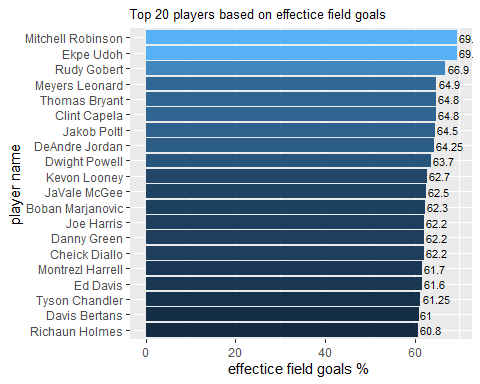 Top 20 players based on effectice field goals
player name
Mitchell Robinson 69.
Ekpe Udoh 69.
Rudy Gobert 66.9
Meyers Leonard 64.9
Thomas Bryant 64.8
Clint Capela 64.8
Jakob Poltl 64.5
DeAndre Jordan 64.25
Dwight Powell 63.7
Kevon Looney 62.7
JaVale McGee 62.5
Boban Marjanovic 62.3
Joe Harris 62.2
Danny Green 62.2
Cheick Diallo 62.2
Montrezl Harrell 61.7
Ed Davis 61.6
Tyson Chandler 61.25
Davis Bertans 61
Richaun Holmes 60.8
0 20 40 60
effectice field goals %